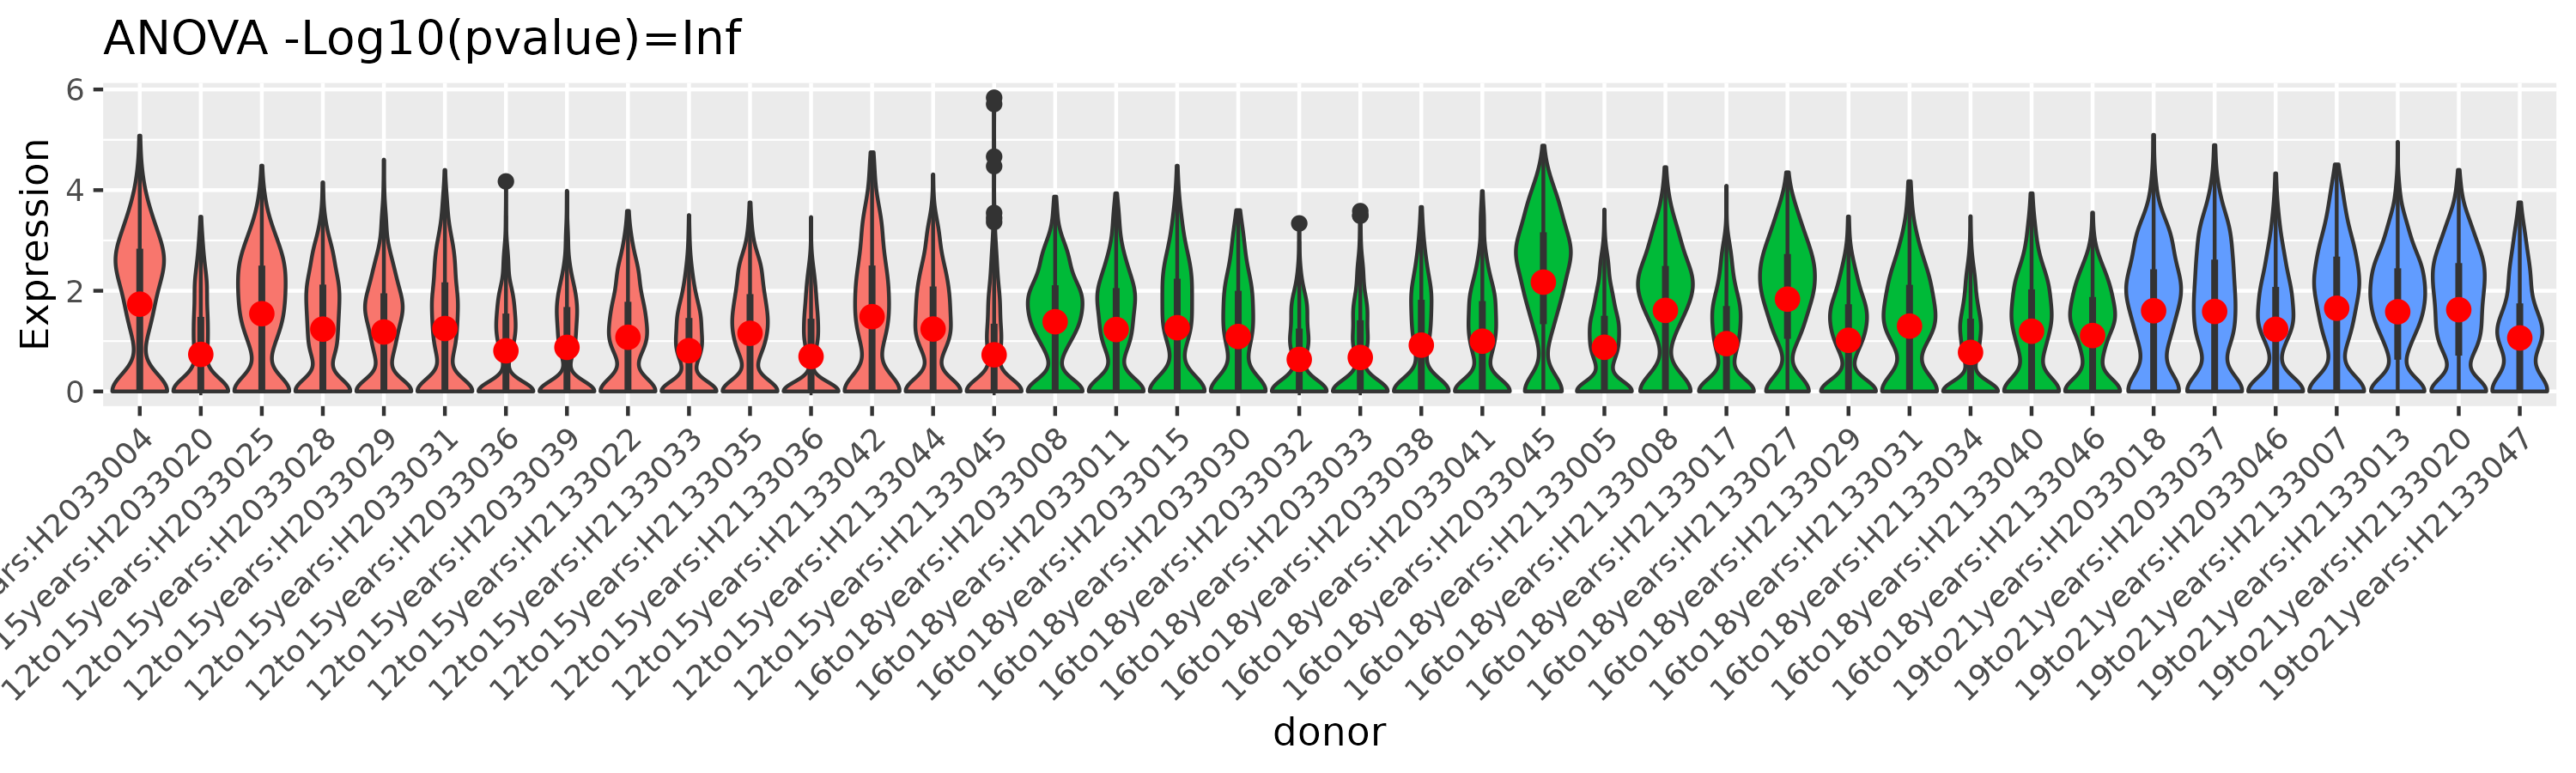 ANOVA -Log10(pvalue)=Inf
Expression
6
4
2
0
ars:H2033004
15years:H2033020
12to15years:H2033025
12to15years:H2033028
12to15years:H2033029
12to15years:H2033031
12to15years:H2033036
12to15years:H2033039
12to15years:H2133022
12to15years:H2133033
12to15years:H2133035
12to15years:H2133036
12to15years:H2133042
12to15years:H2133044
12to15years:H2133045
16to18years:H2033008
16to18years:H2033011
16to18years:H2033015
16to18years:H2033030
16to18years:H2033032
16to18years:H2033033
16to18years:H2033038
16to18years:H2033041
16to18years:H2033045
16to18years:H2133005
16to18years:H2133008
16to18years:H2133017
16to18years:H2133027
16to18years:H2133029
16to18years:H2133031
16to18years:H2133034
16to18years:H2133040
16to18years:H2133046
19to21years:H2033018
19to21years:H2033037
19to21years:H2033046
19to21years:H2133007
19to21years:H2133013
19to21years:H2133020
19to21years:H2133047
donor